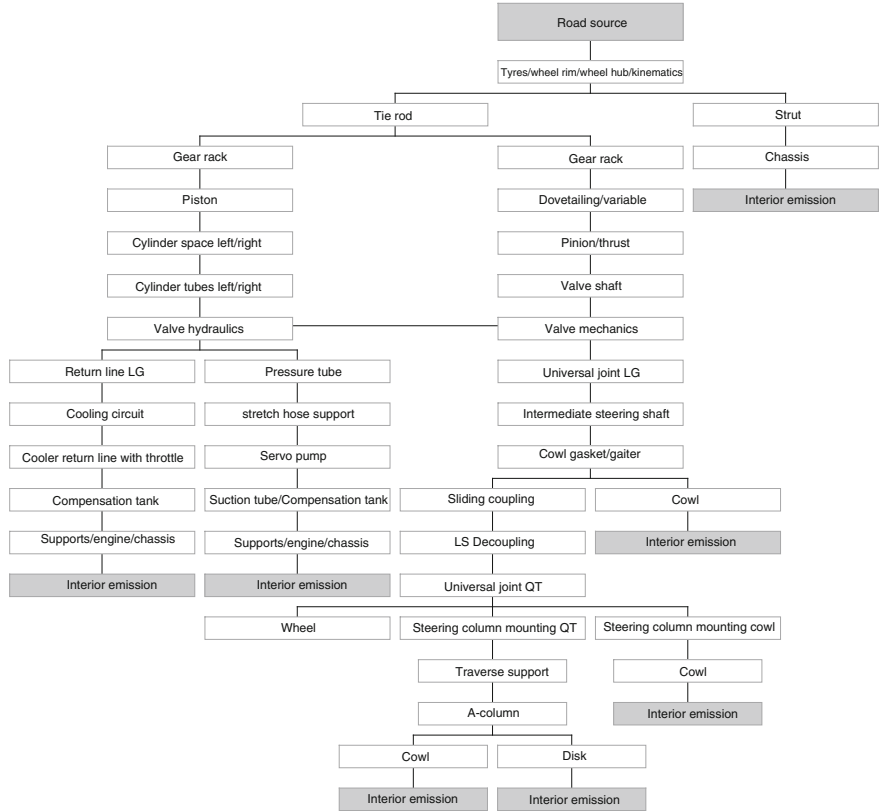 Road source
Tyres/wheel rim/wheel hub/kinematics
Tie rod
Strut
Gear rack
Gear rack
Chassis
Piston
Dovetailing/variable
Interior emission
Cylinder space left/right
Pinion/thrust
Cylinder tubes left/right
Valve shaft
Valve hydraulics
Valve mechanics
Return line LG
Pressure tube
Universal joint LG
Cooling circuit
stretch hose support
Intermediate steering shaft
Cooler return line with throttle
Servo pump
Cowl gasket/gaiter
Compensation tank
Suction tube/Compensation tank
Sliding coupling
Cowl
Supports/engine/chassis
Supports/engine/chassis
LS Decoupling
Interior emission
Interior emission
Interior emission
Universal joint QT
Wheel
Steering column mounting QT
Steering column mounting cowl
Traverse support
Cowl
A-column
Interior emission
Cowl
Disk
Interior emission
Interior emission